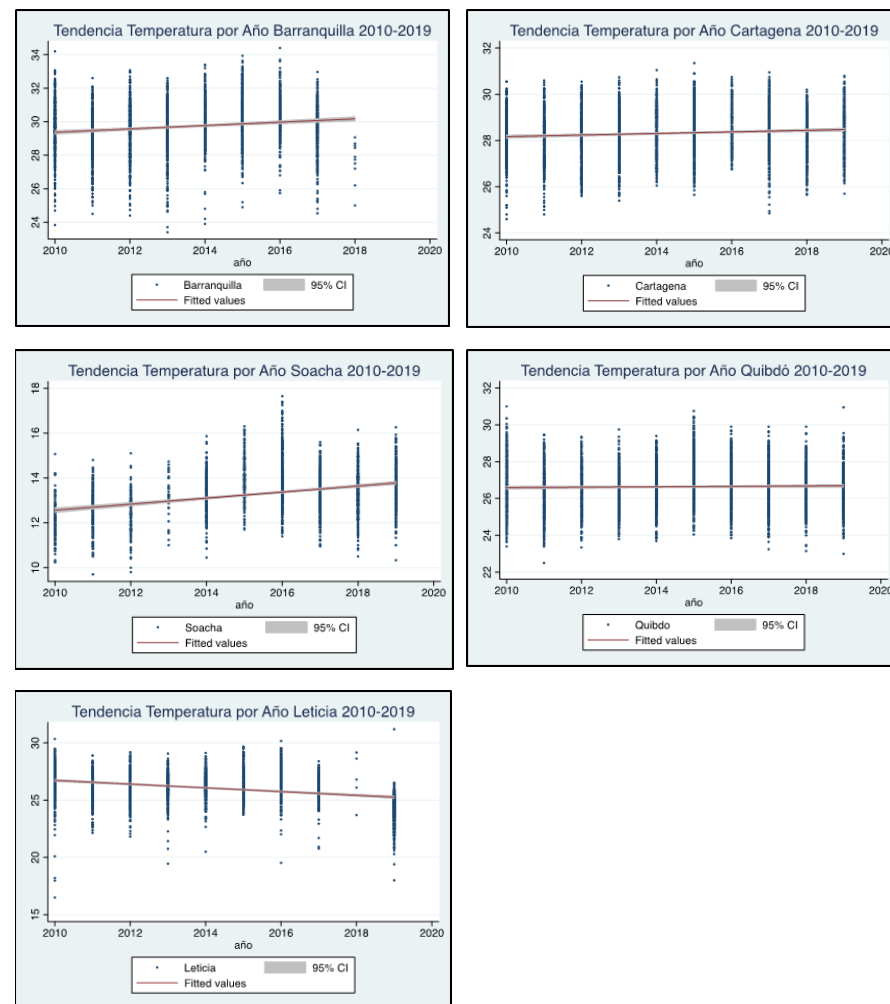 Tendencia Temperatura por Año Barranquilla 2010-2019
34
32
30
28
26
24
2010 2012 2014 2016 2018 2020
año
Barranquilla 95% CI
Fitted values
Tendencia Temperatura por Año Cartagena 2010-2019
32
30
28
26
24
2010 2012 2014 2016 2018 2020
año
Cartagena 95% CI
Fitted values
Tendencia Temperatura por Año Soacha 2010-2019
18
16
14
12
10
2010 2012 2014 2016 2018 2020
año
Soacha 95% CI
Fitted values
Tendencia Temperatura por Año Quibdó 2010-2019
32
30
28
26
24
22
2010 2012 2014 2016 2018 2020
año
Quibdo 95% CI
Fitted values
Tendencia Temperatura por Año Leticia 2010-2019
30
25
20
15
2010 2012 2014 2016 2018 2020
año
Leticia 95% CI
Fitted values